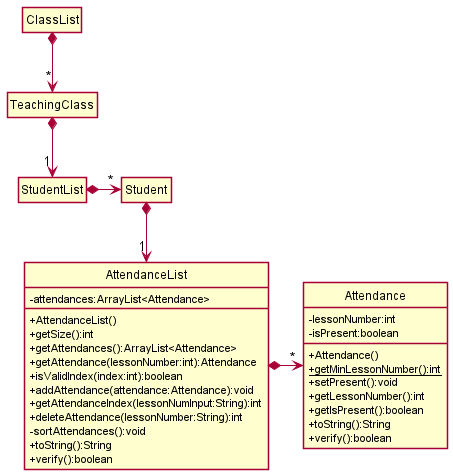 ClassList
*
TeachingClass
1
StudentList
*
Student
1
AttendanceList
-attendances:ArrayList<Attendance>
+AttendanceList()
+getSize():int
+getAttendances():ArrayList<Attendance>
+getAttendance(lessonNumber:int):Attendance
+isValidIndex(index:int):boolean
+addAttendance(attendance:Attendance):void
+getAttendanceIndex(lessonNumInput:String):int
+deleteAttendance(lessonNumber:String):int
-sortAttendances():void
+toString():String
+verify():boolean
*
Attendance
-lessonNumber:int
-isPresent:boolean
+Attendance()
+getMinLessonNumber():int
+setPresent():void
+getLessonNumber():int
+getIsPresent():boolean
+toString():String
+verify():boolean